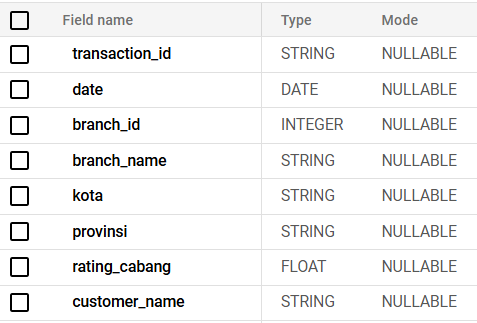 Field name Type Mode
transaction_id STRING NULLABLE
date DATE NULLABLE
branch_id INTEGER NULLABLE
branch_name STRING NULLABLE
kota STRING NULLABLE
provinsi STRING NULLABLE
rating_cabang FLOAT NULLABLE
customer_name STRING NULLABLE